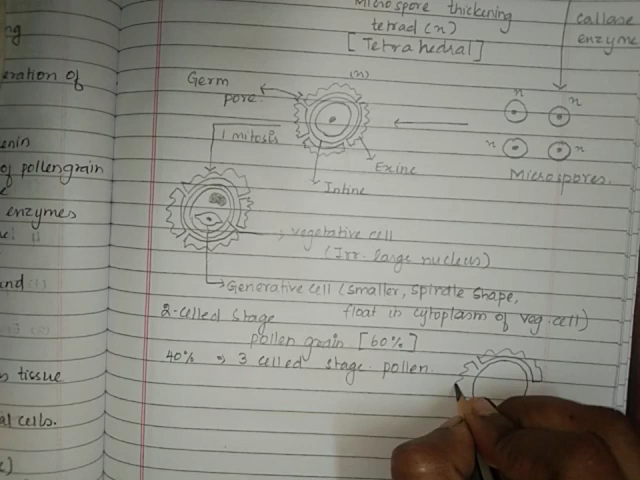 ng
eration of
enin
of pollengrain
e
enzymes
and (1)
tissue
al cells.
Microspore thickening
tetrad (n)
[Tetrahedral]
callase
enzyme
Germ
pore
(n)
n
n
n
n
1 mitosis
Exine
Intine
Microspores.
vegetative cell
(Irr. large nucleus)
Generative cell (smaller, spindle shape,
float in cytoplasm of veg. cell)
2-celled stage
pollen grain [60%]
40% → 3 celled stage pollen.